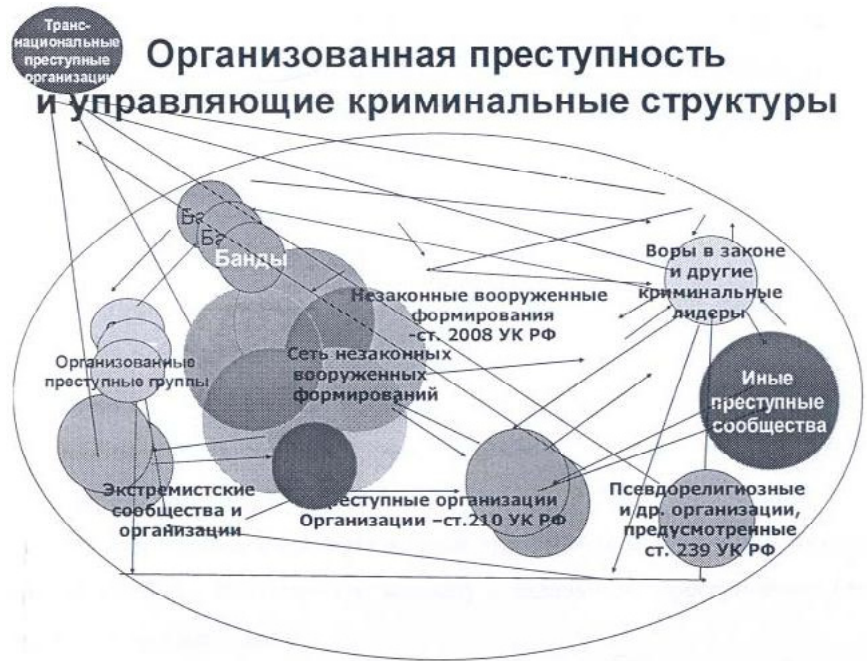 Транс-
национальные
преступные
организации
Организованная преступность
и управляющие криминальные структуры
Ба
Ба
Банды
Воры в законе
и другие
криминальные
лидеры
Незаконные вооруженные
формирования
-ст. 2008 УК РФ
Сеть незаконных
вооруженных
формирований
Организованные
преступные группы
Иные
преступные
сообщества
Экстремистские
сообщества и
организации
Преступные организации
Организации –ст.210 УК РФ
Псевдорелигиозные
и др. организации,
предусмотренные
ст. 239 УК РФ